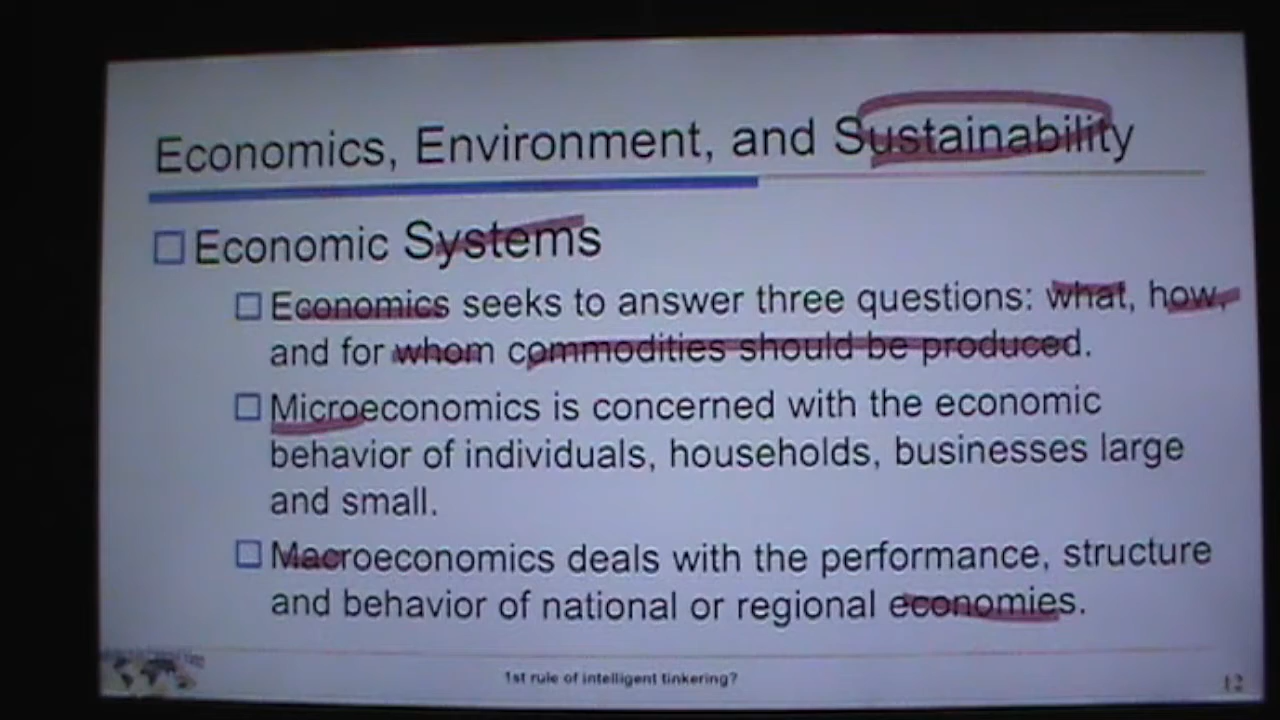 Economics, Environment, and Sustainability
Economic Systems
Economics seeks to answer three questions: what, how,
and for whom commodities should be produced.
Microeconomics is concerned with the economic
behavior of individuals, households, businesses large
and small.
Macroeconomics deals with the performance, structure
and behavior of national or regional economies.
1st rule of intelligent tinkering?
12